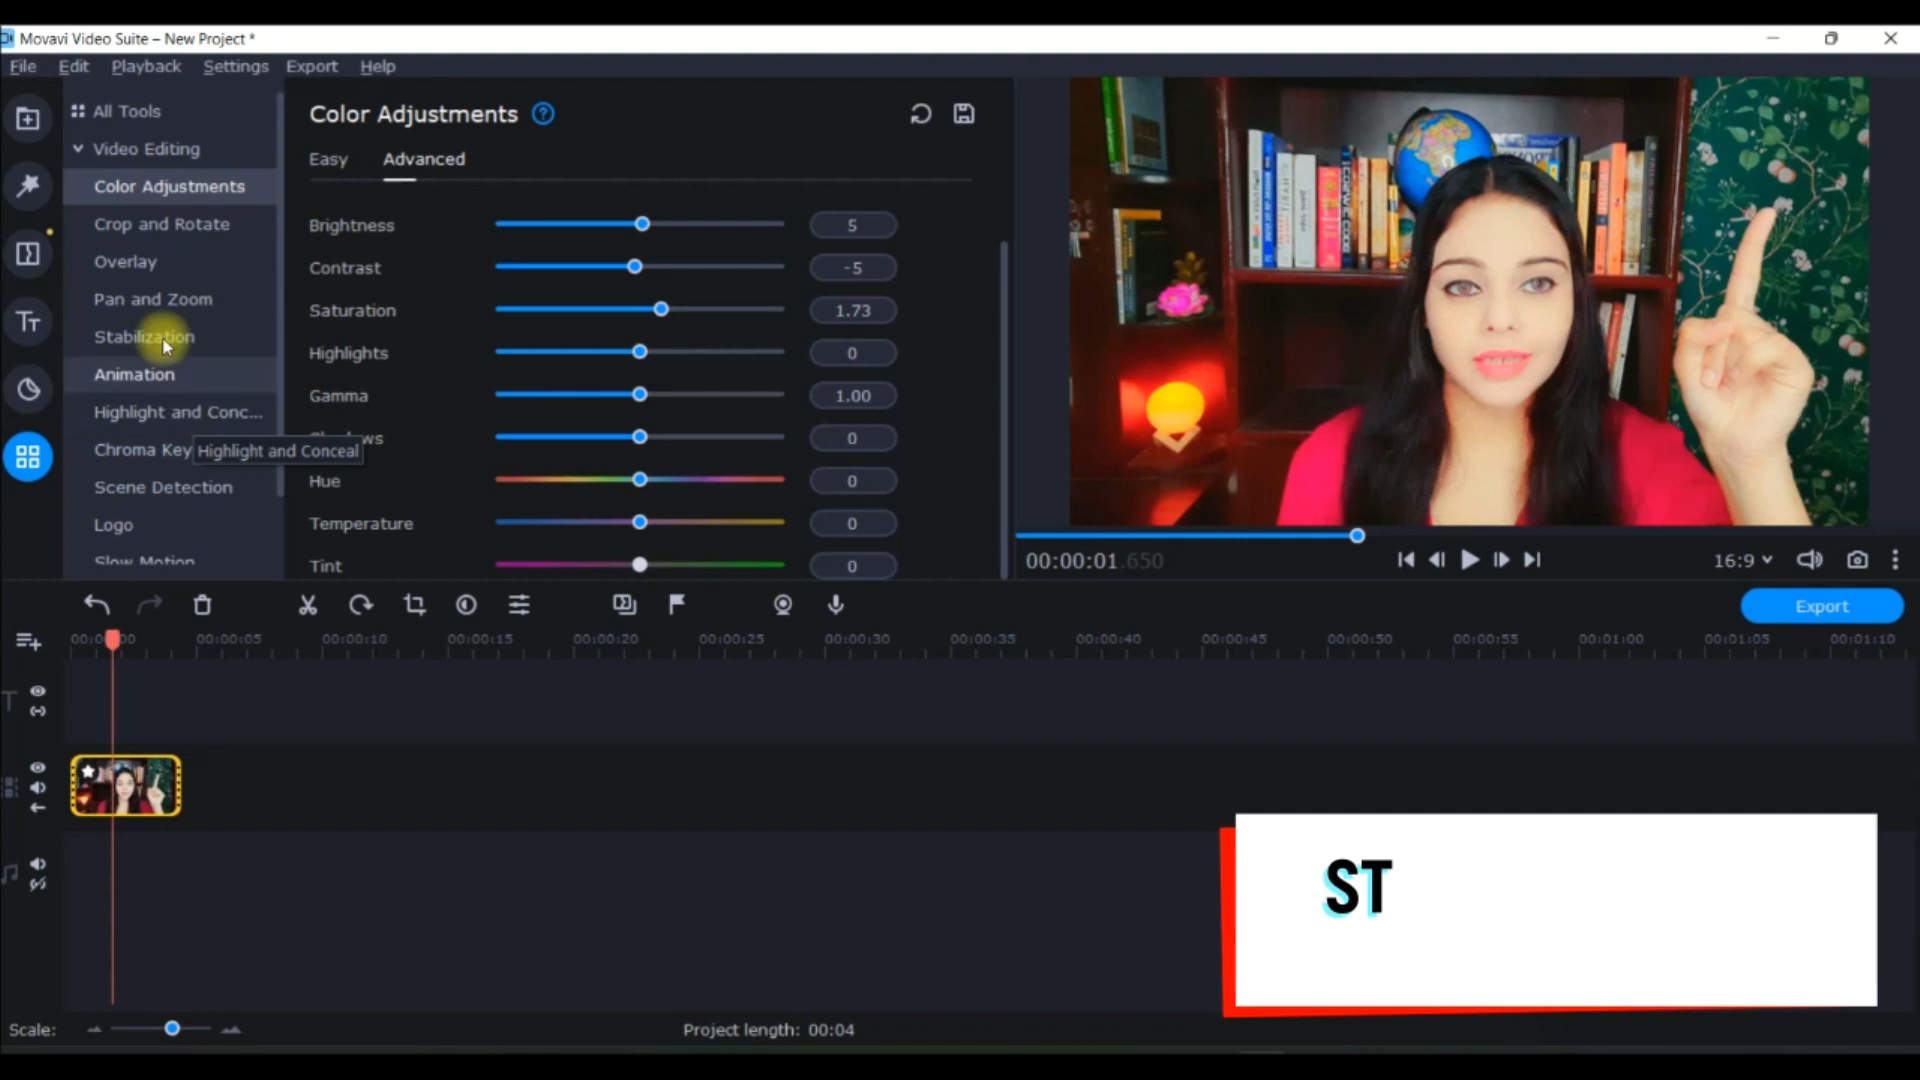 Movavi Video Suite – New Project *
File Edit Playback Settings Export Help
All Tools
Video Editing
Color Adjustments
Crop and Rotate
Overlay
Pan and Zoom
Stabilization
Animation
Highlight and Conc...
Chroma Key
Highlight and Conceal
Scene Detection
Logo
Slow Motion
Color Adjustments ?
Easy Advanced
Brightness 5
Contrast -5
Saturation 1.73
Highlights 0
Gamma 1.00
ws 0
Hue 0
Temperature 0
Tint 0
00:00:01.650
16:9
Export
00:00:05 00:00:10 00:00:15 00:00:20 00:00:25 00:00:30 00:00:35 00:00:40 00:00:45 00:00:50 00:00:55 00:01:00 00:01:05 00:01:10
ST
Scale:
Project length: 00:04